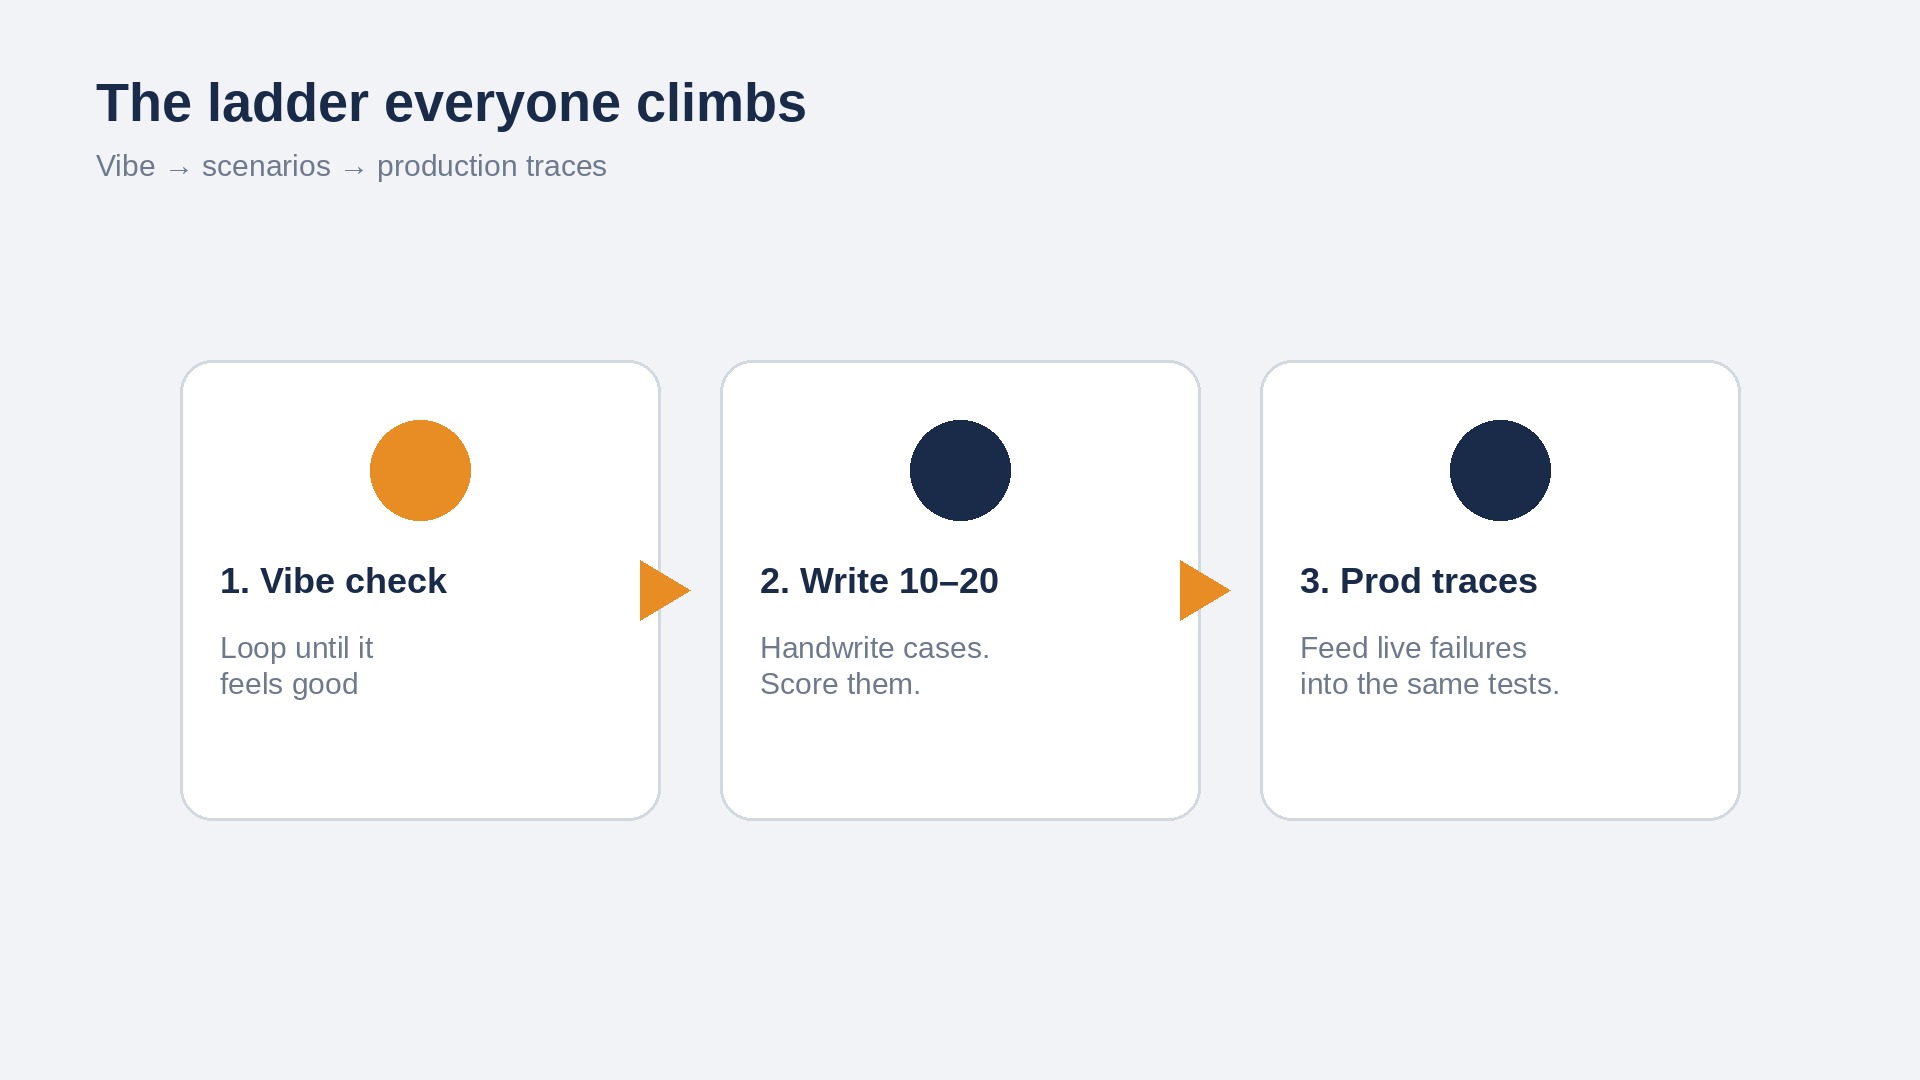 The ladder everyone climbs
Vibe → scenarios → production traces
1. Vibe check
Loop until it
feels good
2. Write 10–20
Handwrite cases.
Score them.
3. Prod traces
Feed live failures
into the same tests.